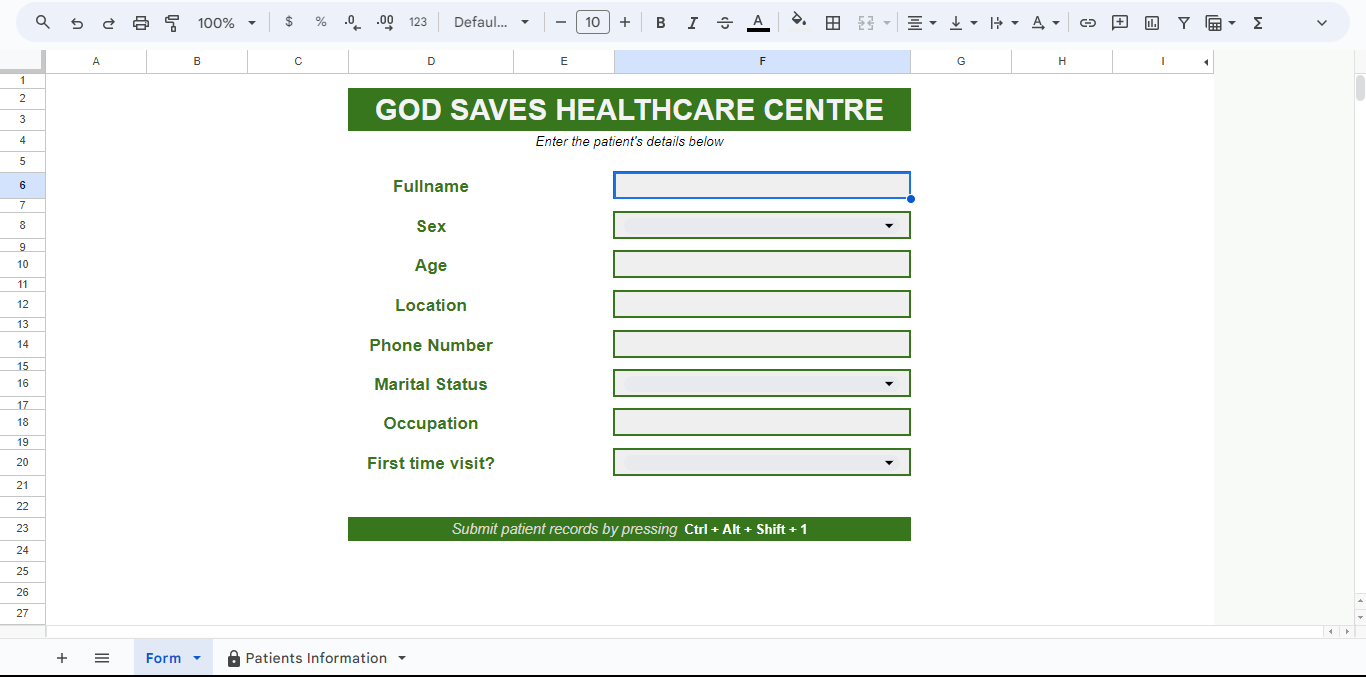 100% $ % .0 .00 123 Defaul... 10 B I S A A
A B C D E F G H I
1
2
GOD SAVES HEALTHCARE CENTRE
3
4 Enter the patient's details below
5
6 Fullname
7
8 Sex
9
10 Age
11
12 Location
13
14 Phone Number
15
16 Marital Status
17
18 Occupation
19
20 First time visit?
21
22
23 Submit patient records by pressing Ctrl + Alt + Shift + 1
24
25
26
27
Form Patients Information